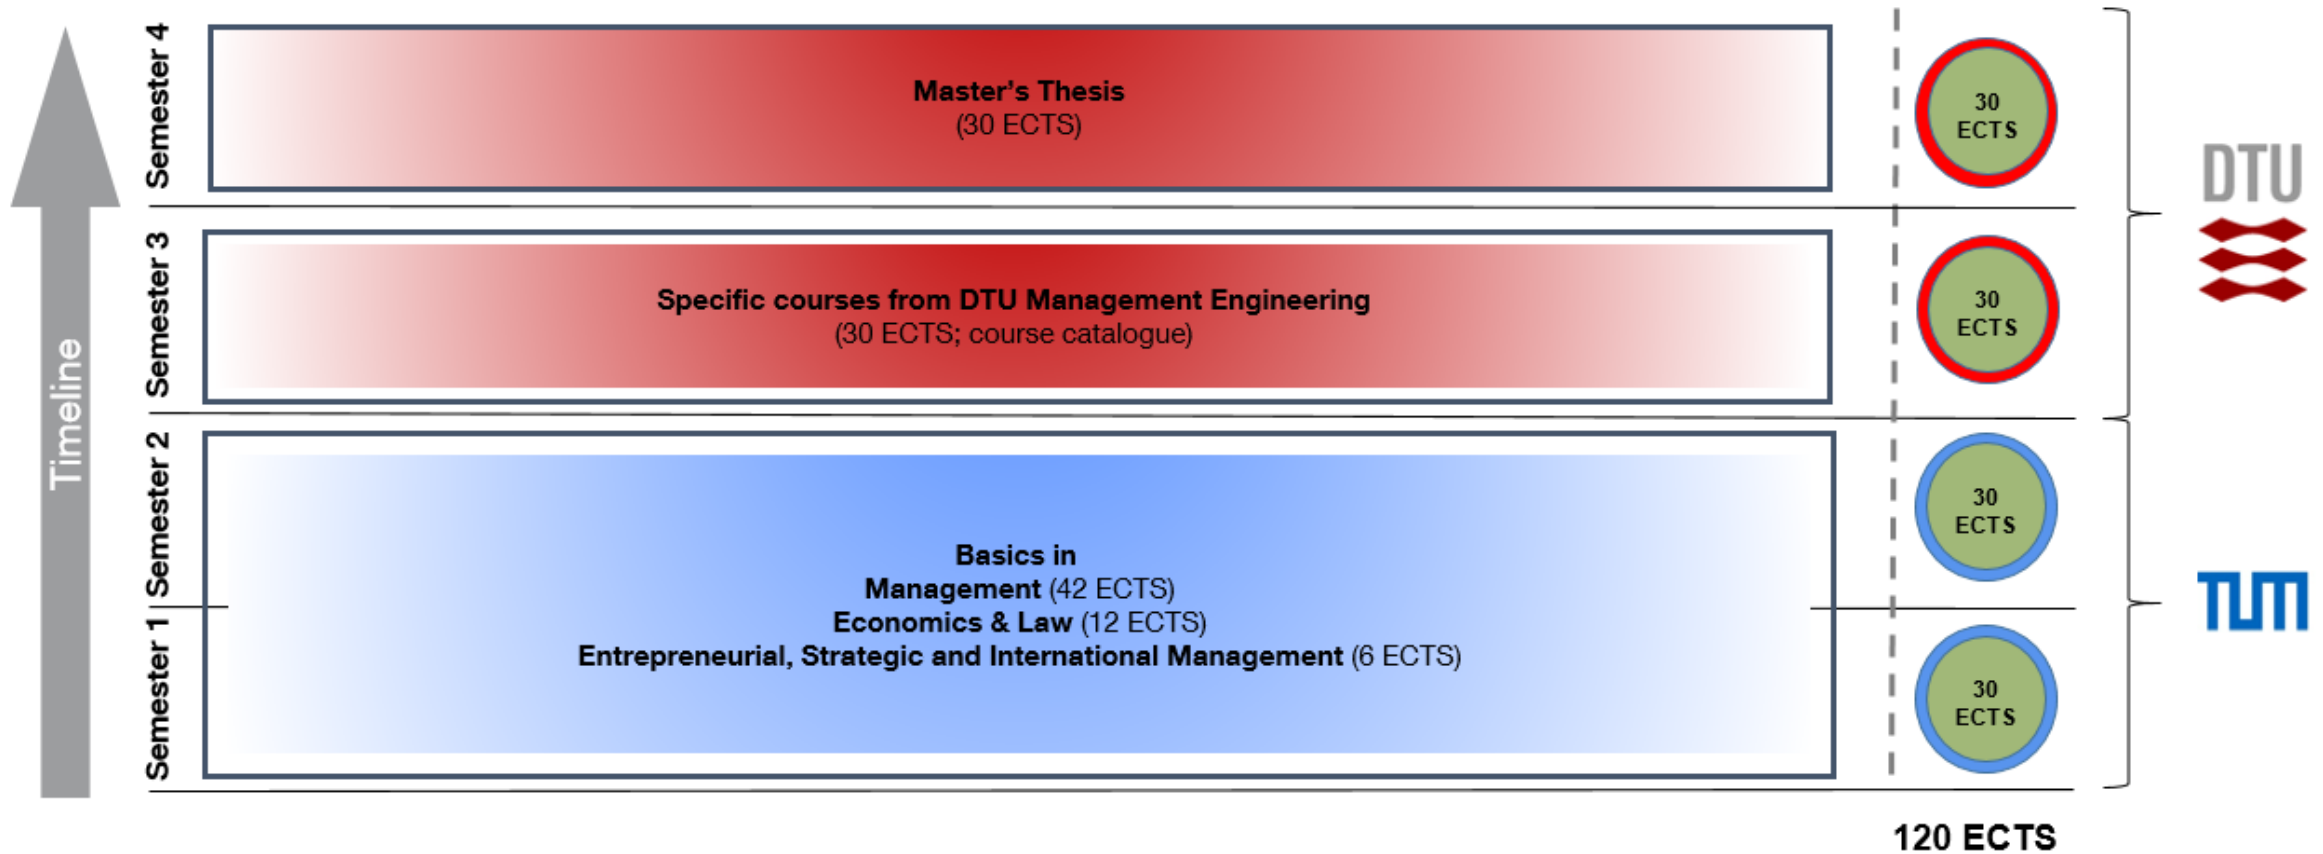 Timeline
Semester 4
Master's Thesis
(30 ECTS)
30
ECTS
DTU
Semester 3
Specific courses from DTU Management Engineering
(30 ECTS; course catalogue)
30
ECTS
Semester 2
30
ECTS
Basics in
Management (42 ECTS)
Economics & Law (12 ECTS)
Entrepreneurial, Strategic and International Management (6 ECTS)
TUM
Semester 1
30
ECTS
120 ECTS